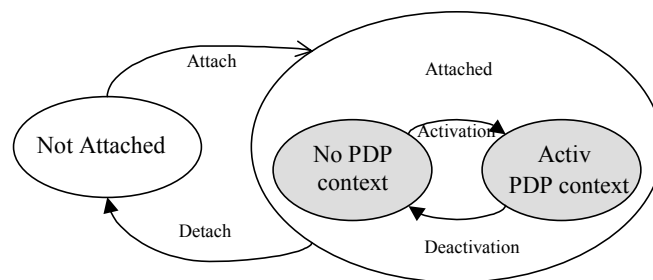 Attach
Attached
Not Attached
Activation
No PDP
context
Activ
PDP context
Detach
Deactivation